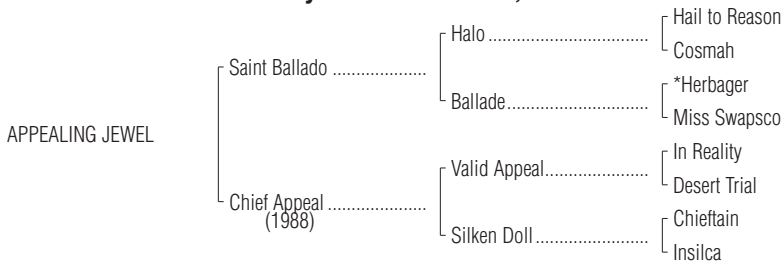 Hail to Reason
Halo ..................................
Cosmah
Saint Ballado ....................
*Herbager
Ballade..............................
Miss Swapsco
APPEALING JEWEL
In Reality
Valid Appeal......................
Desert Trial
Chief Appeal .....................
(1988)
Chieftain
Silken Doll........................
Insilca